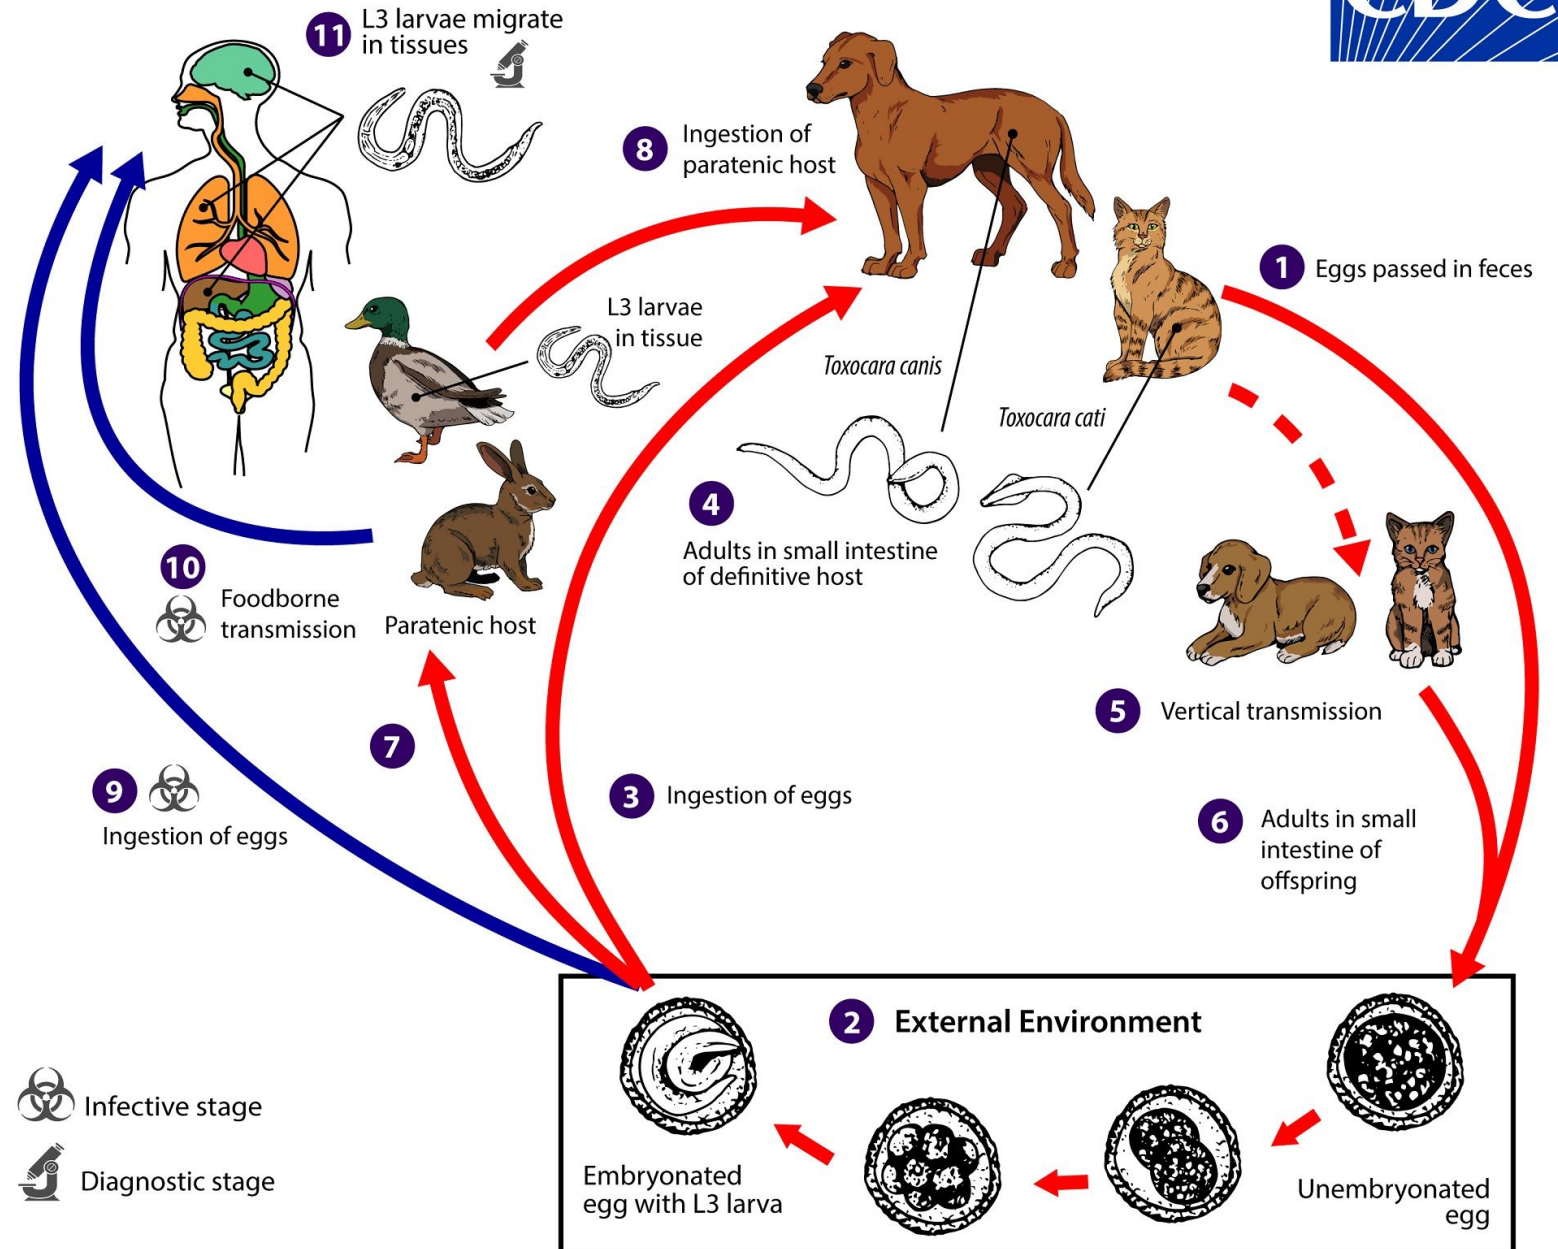 11 L3 larvae migrate
in tissues
CDC
8 Ingestion of
paratenic host
1 Eggs passed in feces
L3 larvae
in tissue
Toxocara canis
Toxocara cati
4
Adults in small intestine
of definitive host
10
Foodborne
transmission
Paratenic host
5 Vertical transmission
7
9
Ingestion of eggs
3 Ingestion of eggs
6 Adults in small
intestine of
offspring
2 External Environment
Infective stage
Diagnostic stage
Embryonated
egg with L3 larva
Unembryonated
egg